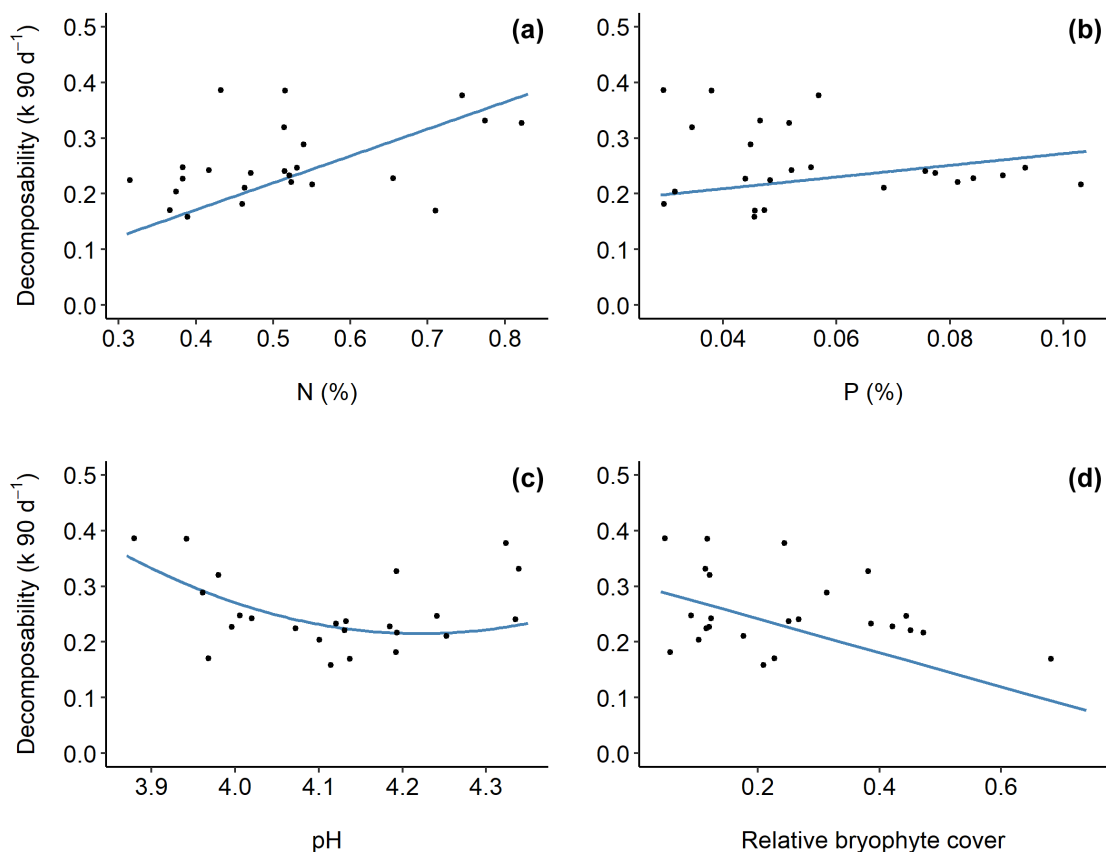 Decomposability (k 90 d⁻¹)
0.5
0.4
0.3
0.2
0.1
0.0
(a)
0.3 0.4 0.5 0.6 0.7 0.8
N (%)
0.5
0.4
0.3
0.2
0.1
0.0
(b)
0.04 0.06 0.08 0.10
P (%)
Decomposability (k 90 d⁻¹)
0.5
0.4
0.3
0.2
0.1
0.0
(c)
3.9 4.0 4.1 4.2 4.3
pH
0.5
0.4
0.3
0.2
0.1
0.0
(d)
0.2 0.4 0.6
Relative bryophyte cover